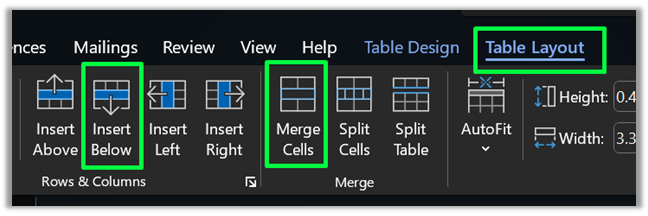 ences Mailings Review View Help Table Design Table Layout
Insert Above
Insert Below
Insert Left
Insert Right
Merge Cells
Split Cells
Split Table
AutoFit
Height: 0.4
Width: 3.3
Rows & Columns
Merge